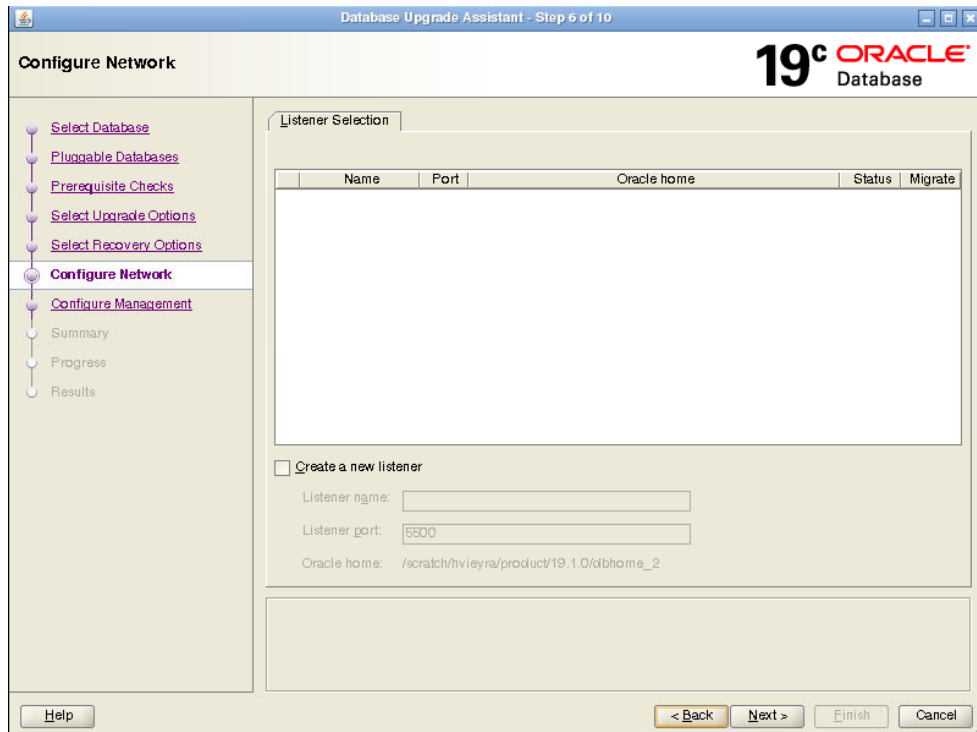 Database Upgrade Assistant - Step 6 of 10
Configure Network
19c ORACLE
Database
Select Database
Pluggable Databases
Prerequisite Checks
Select Upgrade Options
Select Recovery Options
Configure Network
Configure Management
Summary
Progress
Results
Listener Selection
Name Port Oracle home Status Migrate
Create a new listener
Listener name:
Listener port: 5500
Oracle home: /scratch/hvieyra/product/19.1.0/dbhome_2
Help < Back Next > Finish Cancel